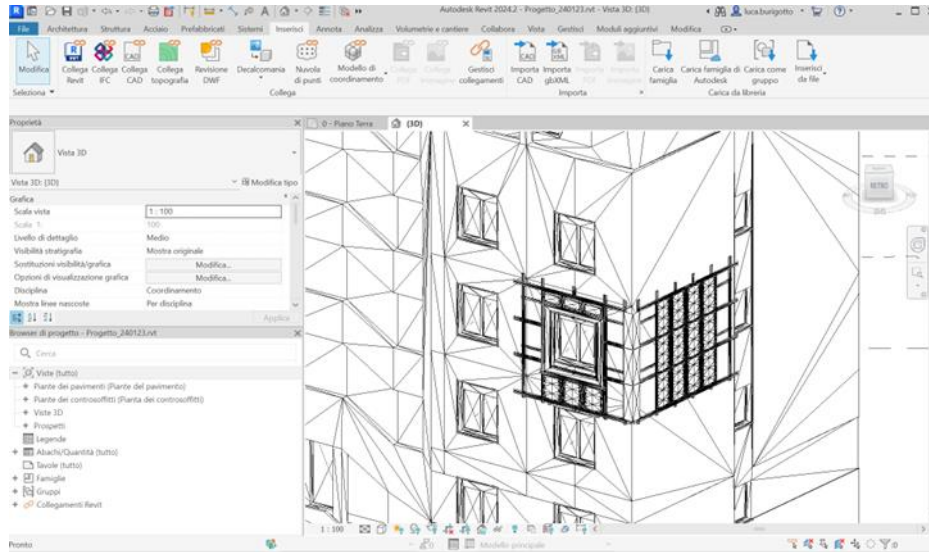 Autodesk Revit 2024.2 - Progetto_240123.rvt - Vista 3D: {3D}
luca.burigotto
File Architettura Struttura Acciaio Prefabbricati Sistemi Inserisci Annota Analizza Volumetrie e cantiere Collabora Vista Gestisci Moduli aggiuntivi Modifica
Modifica
Collega Revit
Collega IFC
Collega CAD
Collega topografia
Revisione DWF
Decalcomania
Nuvola di punti
Modello di coordinamento
Gestisci collegamenti
Importa CAD
Importa gbXML
Carica famiglia
Carica famiglia di Autodesk
Carica come gruppo
Inserisci da file
Seleziona
Collega
Importa
Carica da libreria
Proprietà
0 - Piano Terra
{3D}
Vista 3D
Vista 3D: {3D}
Modifica tipo
Grafica
Scala vista 1 : 100
Scala 1: 100
Livello di dettaglio Medio
Visibilità stratigrafia Mostra originale
Sostituzioni visibilità/grafica Modifica...
Opzioni di visualizzazione grafica Modifica...
Disciplina Coordinamento
Mostra linee nascoste Per disciplina
Applica
Browser di progetto - Progetto_240123.rvt
Cerca
Viste (tutto)
Piante dei pavimenti (Piante del pavimento)
Piante dei controsoffitti (Pianta dei controsoffitti)
Viste 3D
Prospetti
Legende
Abachi/Quantità (tutto)
Tavole (tutto)
Famiglie
Gruppi
Collegamenti Revit
RETRO
1 : 100
Pronto
Modello principale
:0